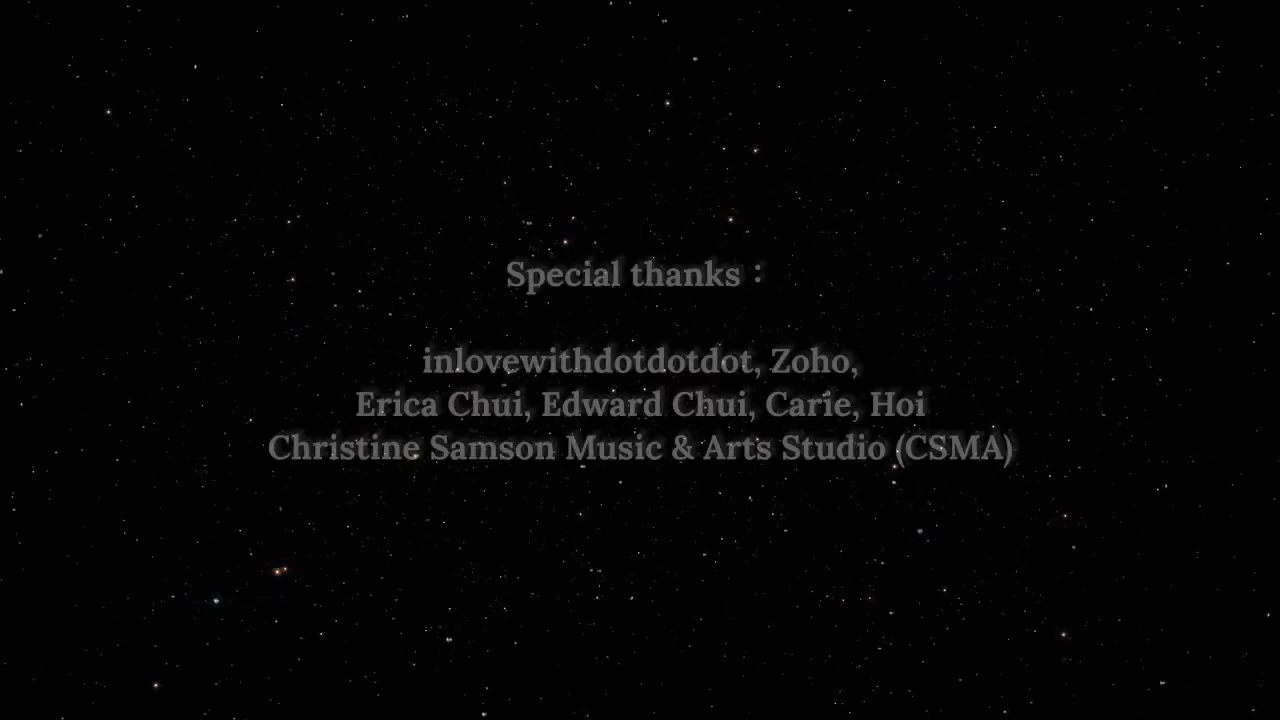 Special thanks :
inlovewithdotdotdot, Zoho,
Erica Chui, Edward Chui, Carie, Hoi
Christine Samson Music & Arts Studio (CSMA)